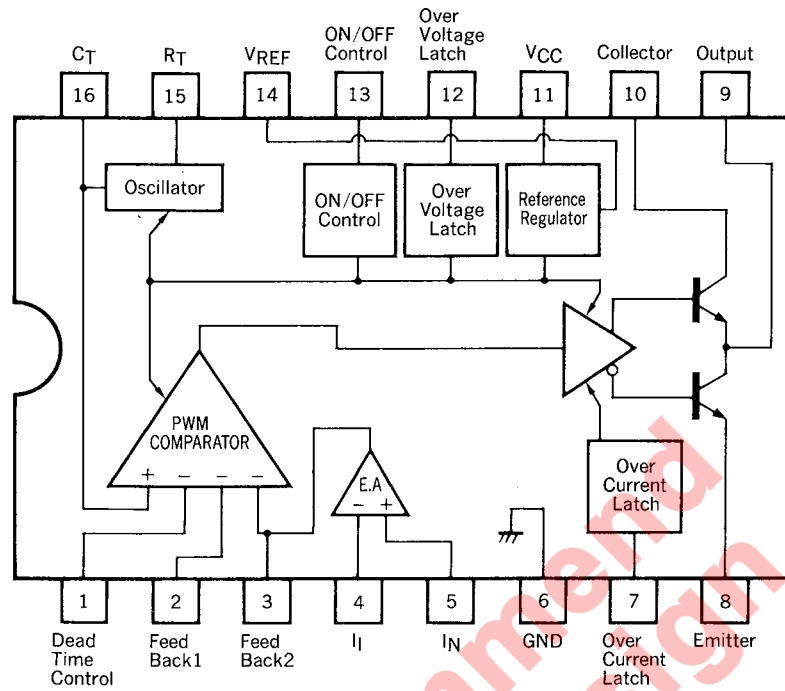 CT
RT
VREF
ON/OFF
Control
Over
Voltage
Latch
VCC
Collector
Output
16
15
14
13
12
11
10
9
Oscillator
ON/OFF
Control
Over
Voltage
Latch
Reference
Regulator
PWM
COMPARATOR
+ − − −
E.A
− +
Over
Current
Latch
1
2
3
4
5
6
7
8
Dead
Time
Control
Feed
Back1
Feed
Back2
II
IN
GND
Over
Current
Latch
Emitter